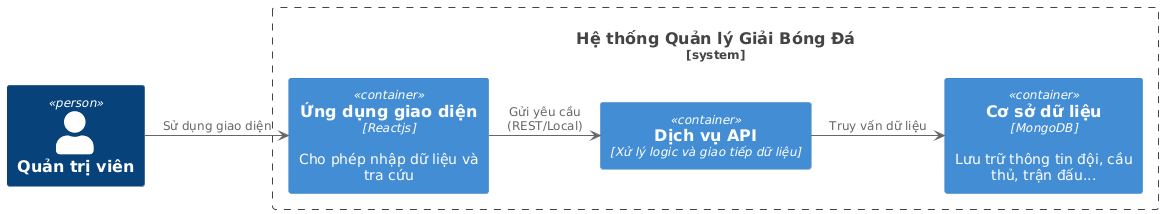 Hệ thống Quản lý Giải Bóng Đá
[system]
«person»
Quản trị viên
Sử dụng giao diện
«container»
Ứng dụng giao diện
[Reactjs]
Cho phép nhập dữ liệu và
tra cứu
Gửi yêu cầu
(REST/Local)
«container»
Dịch vụ API
[Xử lý logic và giao tiếp dữ liệu]
Truy vấn dữ liệu
«container»
Cơ sở dữ liệu
[MongoDB]
Lưu trữ thông tin đội, cầu
thủ, trận đấu...